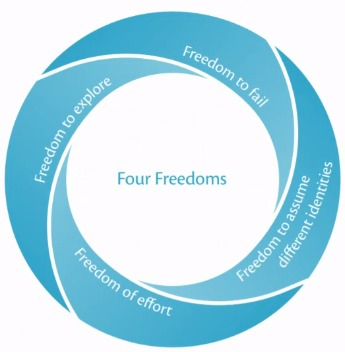 Freedom to fail
Freedom to explore
Four Freedoms
Freedom to assume
different identities
Freedom of effort